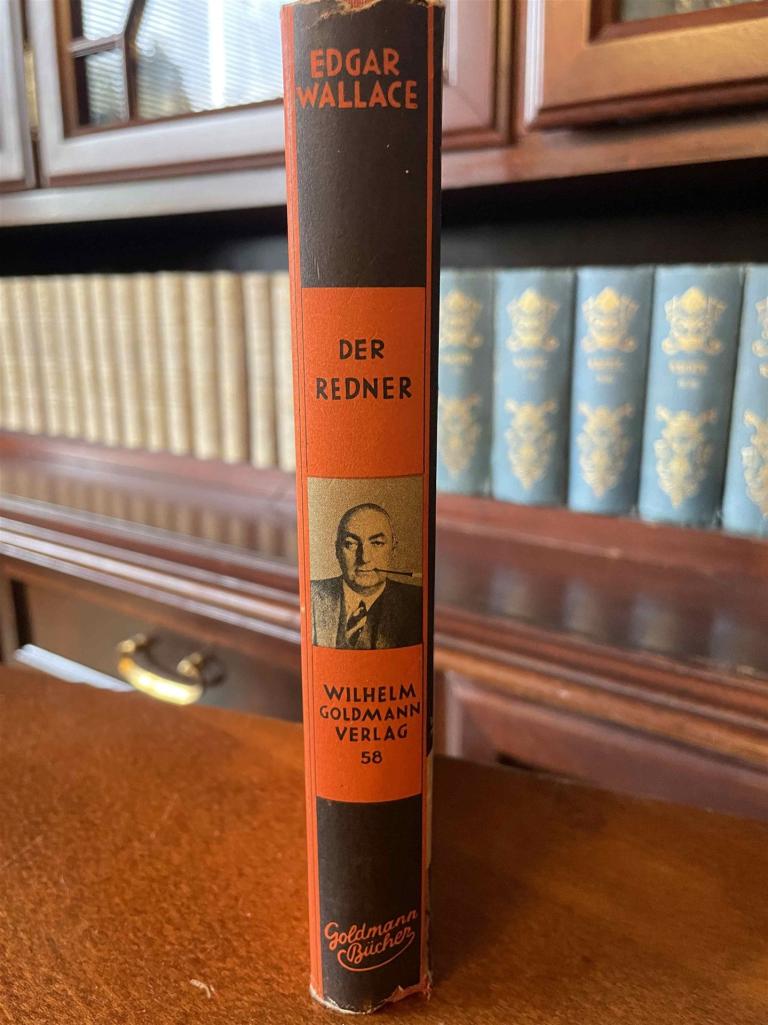 EDGAR
WALLACE
DER
REDNER
WILHELM
GOLDMANN
VERLAG
58
Goldmann
Bücher